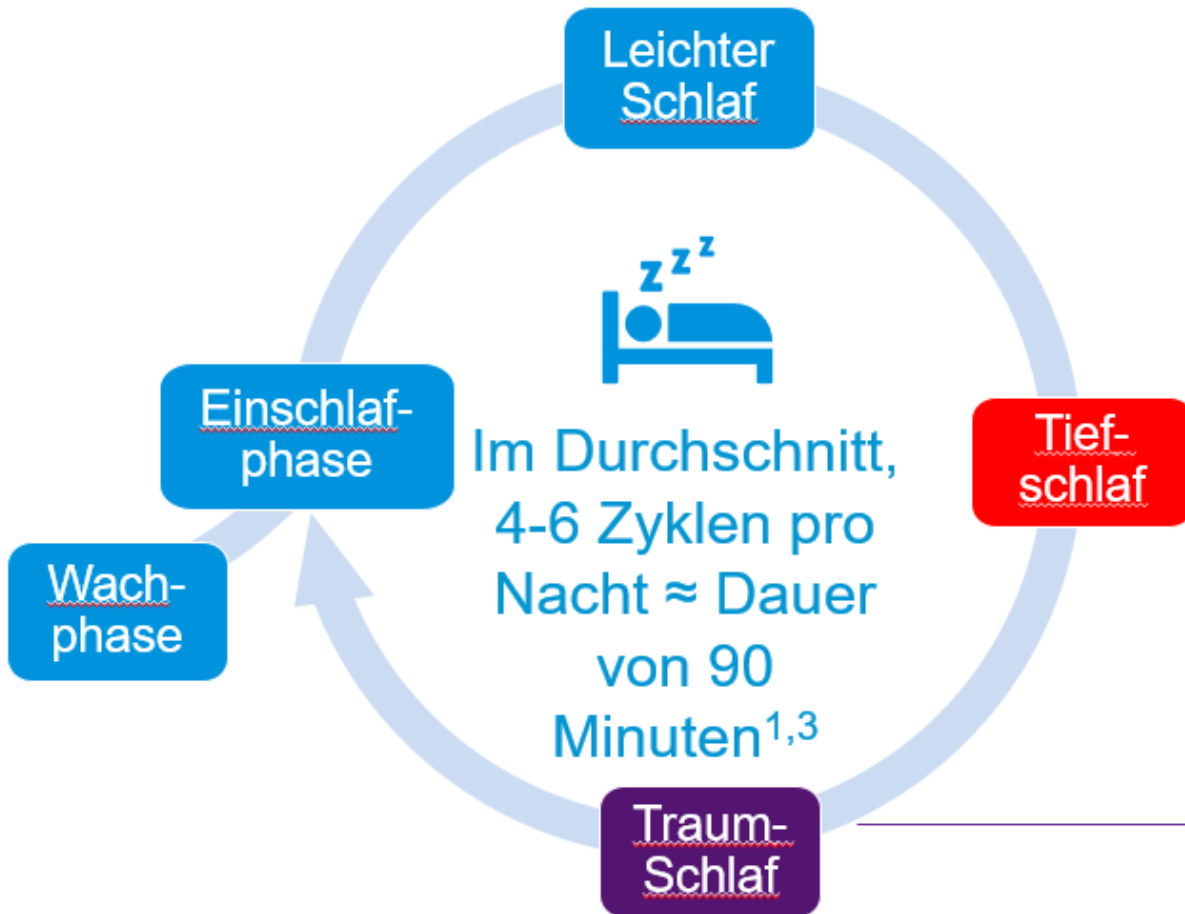 Leichter
Schlaf
z z z
Einschlaf-
phase
Im Durchschnitt,
4-6 Zyklen pro
Nacht ≈ Dauer
von 90
Minuten1,3
Tief-
schlaf
Wach-
phase
Traum-
Schlaf